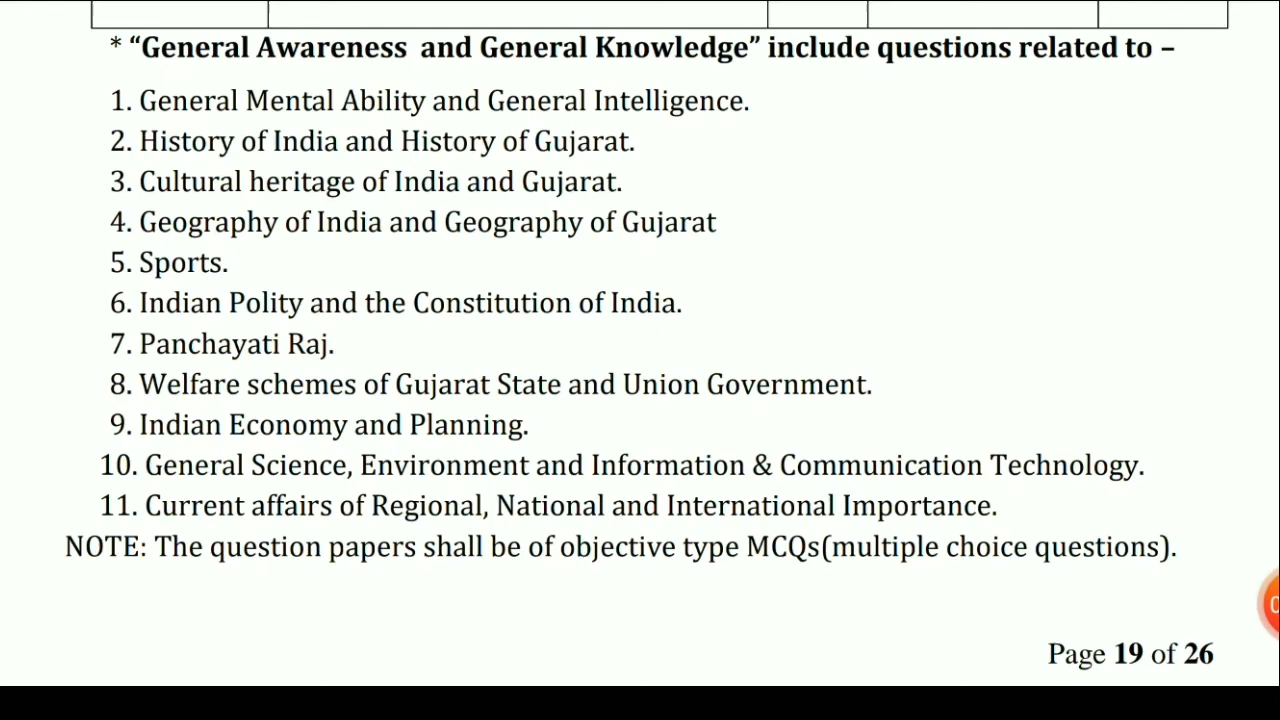 * “General Awareness and General Knowledge” include questions related to –
1. General Mental Ability and General Intelligence.
2. History of India and History of Gujarat.
3. Cultural heritage of India and Gujarat.
4. Geography of India and Geography of Gujarat
5. Sports.
6. Indian Polity and the Constitution of India.
7. Panchayati Raj.
8. Welfare schemes of Gujarat State and Union Government.
9. Indian Economy and Planning.
10. General Science, Environment and Information & Communication Technology.
11. Current affairs of Regional, National and International Importance.
NOTE: The question papers shall be of objective type MCQs(multiple choice questions).
Page 19 of 26